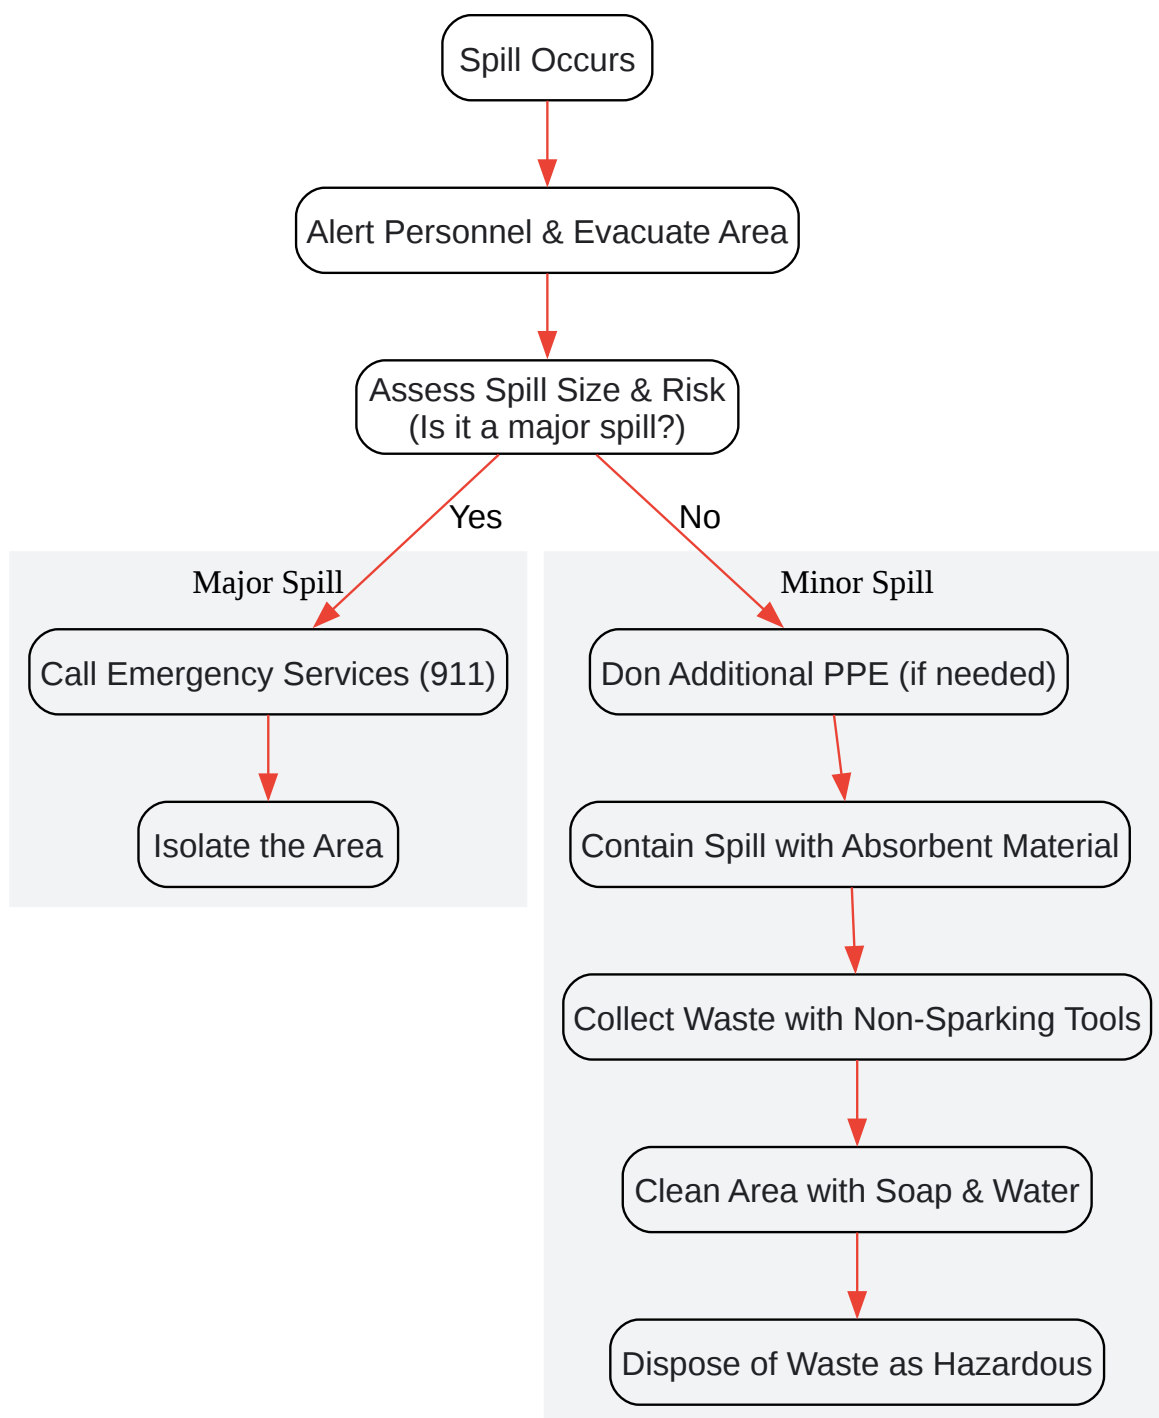 Spill Occurs
Alert Personnel & Evacuate Area
Assess Spill Size & Risk
(Is it a major spill?)
Yes
No
Major Spill
Call Emergency Services (911)
Isolate the Area
Minor Spill
Don Additional PPE (if needed)
Contain Spill with Absorbent Material
Collect Waste with Non-Sparking Tools
Clean Area with Soap & Water
Dispose of Waste as Hazardous